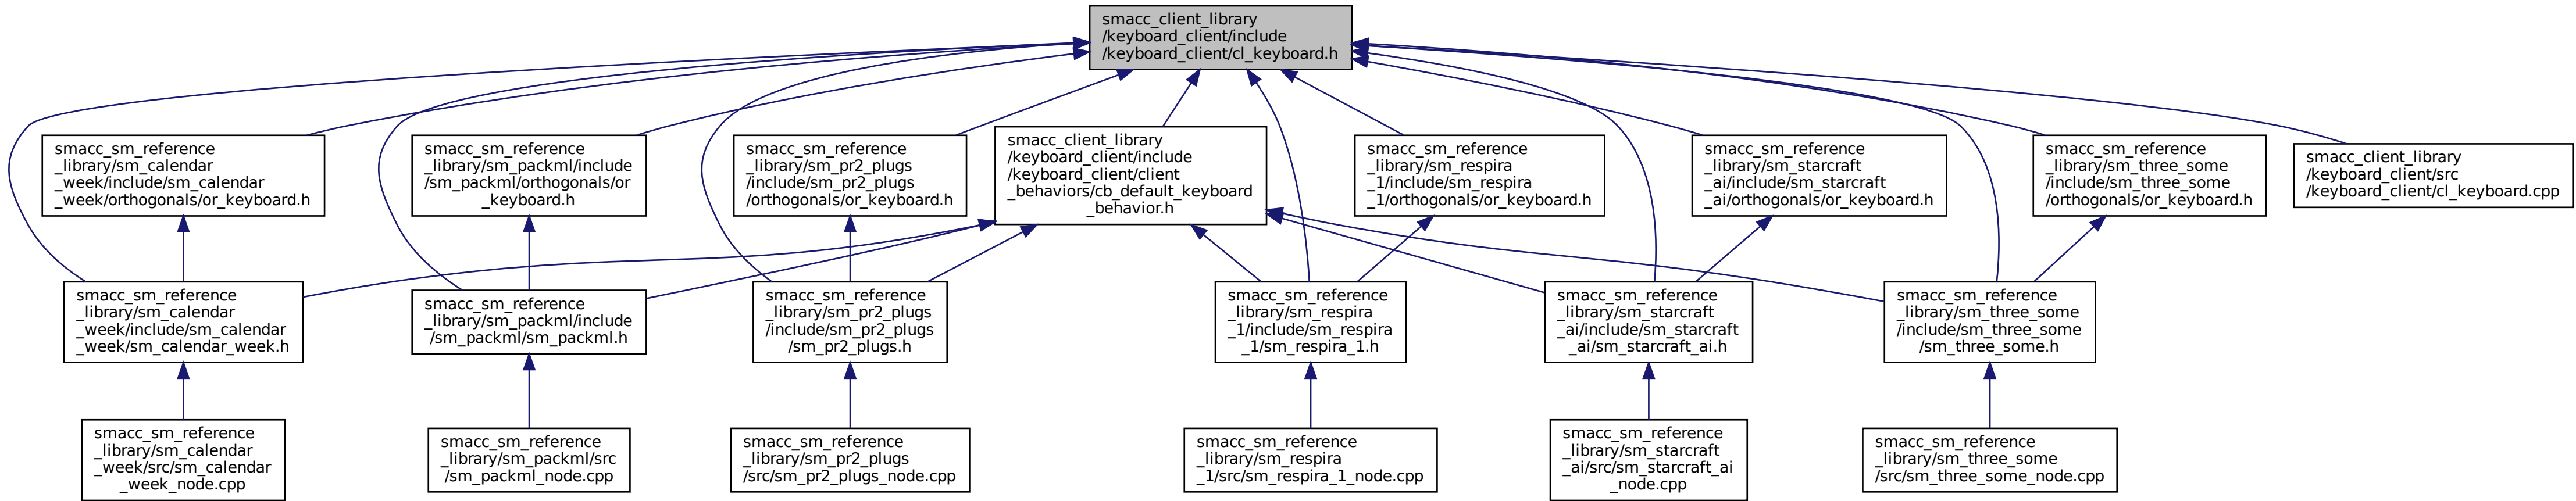 smacc_client_library
/keyboard_client/include
/keyboard_client/cl_keyboard.h
smacc_sm_reference
_library/sm_calendar
_week/include/sm_calendar
_week/orthogonals/or_keyboard.h
smacc_sm_reference
_library/sm_packml/include
/sm_packml/orthogonals/or
_keyboard.h
smacc_sm_reference
_library/sm_pr2_plugs
/include/sm_pr2_plugs
/orthogonals/or_keyboard.h
smacc_client_library
/keyboard_client/include
/keyboard_client/client
_behaviors/cb_default_keyboard
_behavior.h
smacc_sm_reference
_library/sm_respira
_1/include/sm_respira
_1/orthogonals/or_keyboard.h
smacc_sm_reference
_library/sm_starcraft
_ai/include/sm_starcraft
_ai/orthogonals/or_keyboard.h
smacc_sm_reference
_library/sm_three_some
/include/sm_three_some
/orthogonals/or_keyboard.h
smacc_client_library
/keyboard_client/src
/keyboard_client/cl_keyboard.cpp
smacc_sm_reference
_library/sm_calendar
_week/include/sm_calendar
_week/sm_calendar_week.h
smacc_sm_reference
_library/sm_packml/include
/sm_packml/sm_packml.h
smacc_sm_reference
_library/sm_pr2_plugs
/include/sm_pr2_plugs
/sm_pr2_plugs.h
smacc_sm_reference
_library/sm_respira
_1/include/sm_respira
_1/sm_respira_1.h
smacc_sm_reference
_library/sm_starcraft
_ai/include/sm_starcraft
_ai/sm_starcraft_ai.h
smacc_sm_reference
_library/sm_three_some
/include/sm_three_some
/sm_three_some.h
smacc_sm_reference
_library/sm_calendar
_week/src/sm_calendar
_week_node.cpp
smacc_sm_reference
_library/sm_packml/src
/sm_packml_node.cpp
smacc_sm_reference
_library/sm_pr2_plugs
/src/sm_pr2_plugs_node.cpp
smacc_sm_reference
_library/sm_respira
_1/src/sm_respira_1_node.cpp
smacc_sm_reference
_library/sm_starcraft
_ai/src/sm_starcraft_ai
_node.cpp
smacc_sm_reference
_library/sm_three_some
/src/sm_three_some_node.cpp